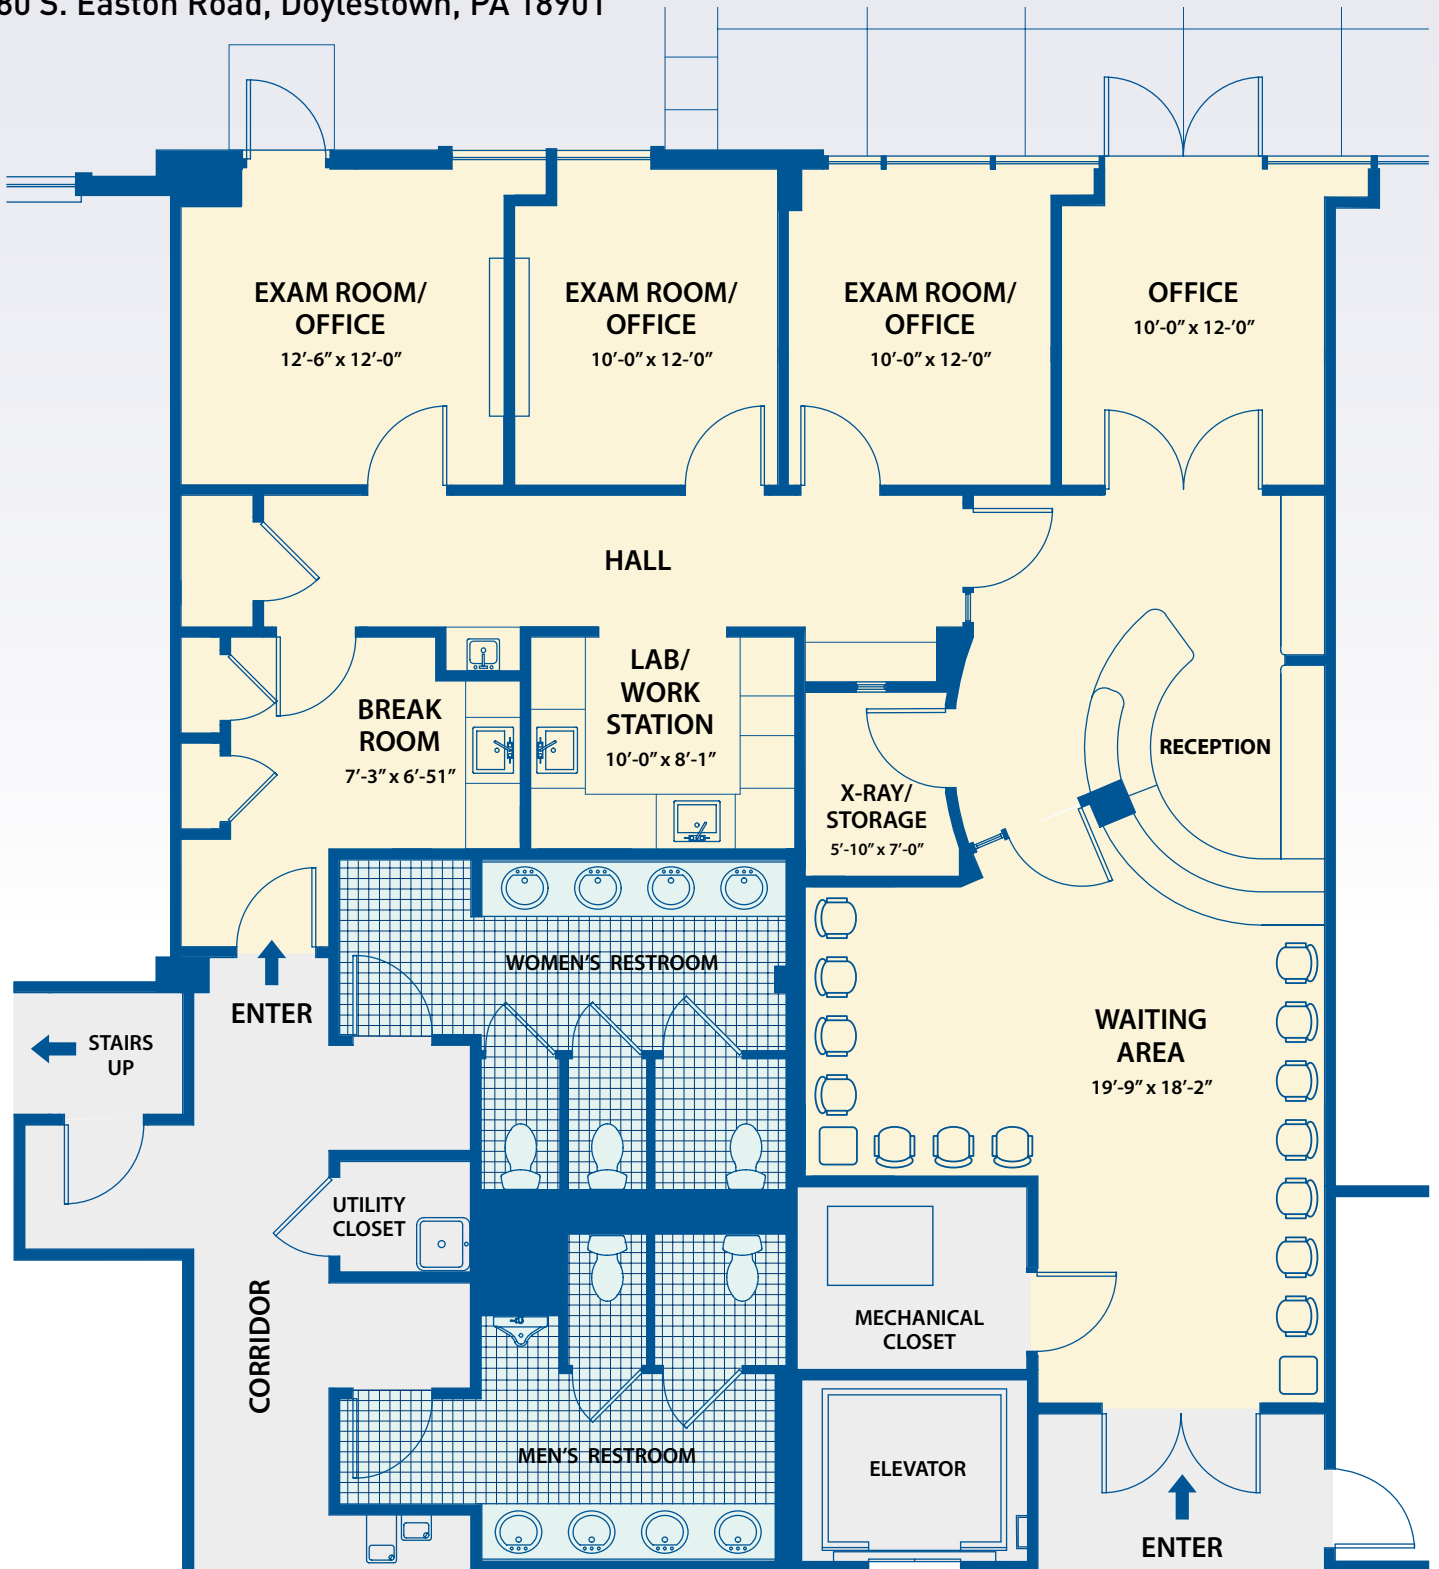 80 S. Easton Road, Doylestown, PA 18901
EXAM ROOM/
OFFICE
12’-6” x 12’-0”
EXAM ROOM/
OFFICE
10’-0” x 12-’0”
EXAM ROOM/
OFFICE
10’-0” x 12-’0”
OFFICE
10’-0” x 12-’0”
HALL
LAB/
WORK
STATION
10’-0” x 8’-1”
BREAK
ROOM
7’-3” x 6’-51”
RECEPTION
X-RAY/
STORAGE
5’-10” x 7’-0”
WOMEN’S RESTROOM
ENTER
STAIRS
UP
WAITING
AREA
19’-9” x 18’-2”
UTILITY
CLOSET
CORRIDOR
MECHANICAL
CLOSET
MEN’S RESTROOM
ELEVATOR
ENTER